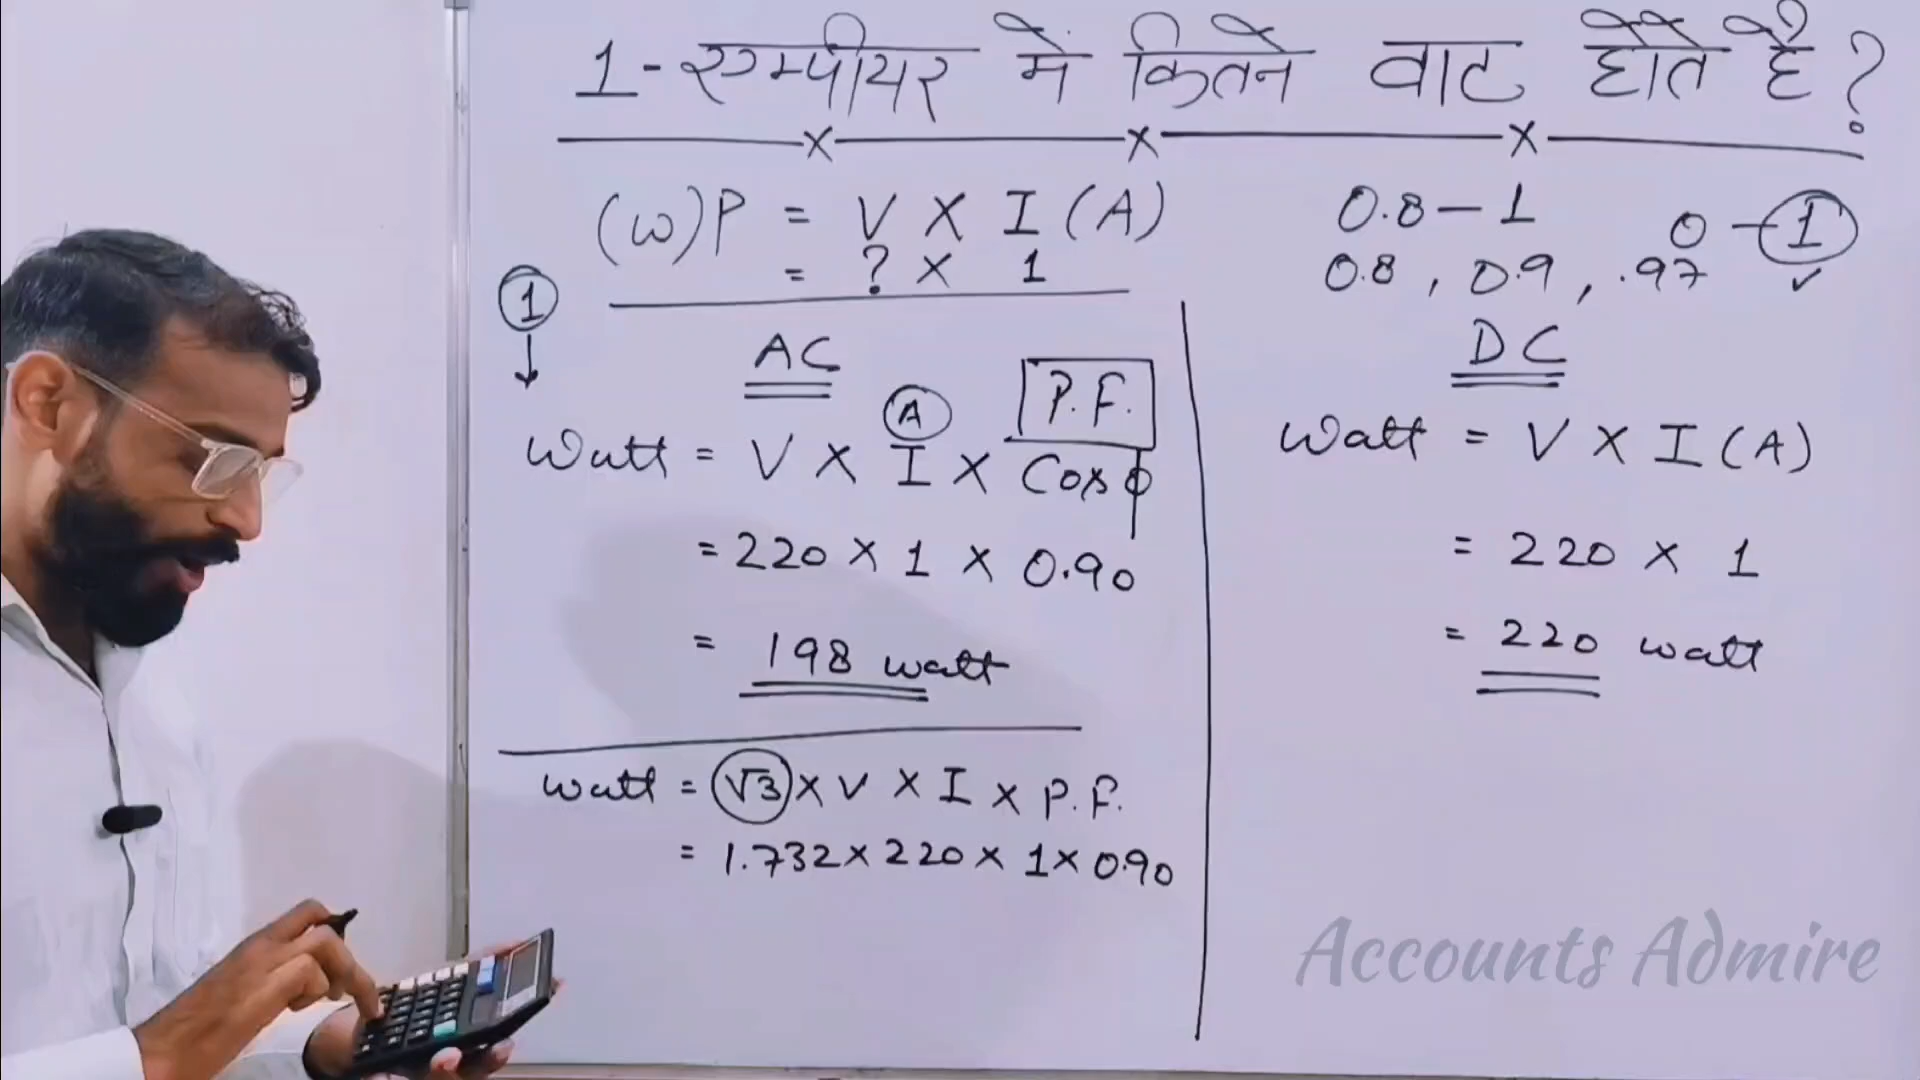 1-एम्पीयर में कितने वाट होते है ?
(W)P = V X I (A)
= ? X 1
0.8 – 1
0 – 1 ✓
0.8, 0.9, .97
1
AC
A
P.F.
Watt = V X I X Cos ϕ
= 220 X 1 X 0.90
= 198 watt
Watt = √3 X V X I X P.F.
= 1.732 X 220 X 1 X 0.90
DC
Watt = V X I (A)
= 220 X 1
= 220 watt
Accounts Admire